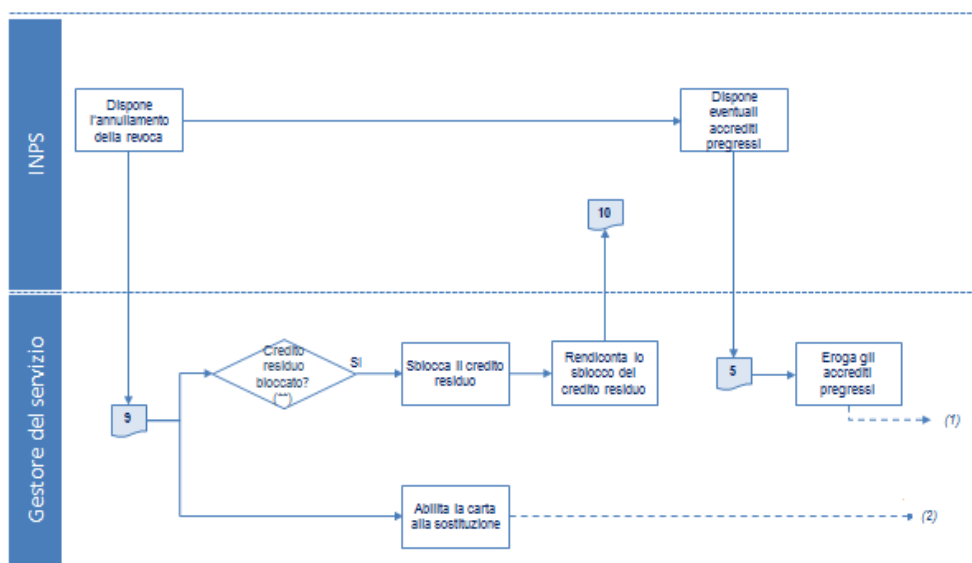 INPS
Dispone
l'annullamento
della revoca
Dispone
eventuali
accrediti
pregressi
10
Gestore del servizio
9
Credito
residuo
bloccato?
(**)
SI
Sblocca il credito
residuo
Rendiconta lo
sblocco del
credito residuo
5
Eroga gli
accrediti
pregressi
(1)
Abilita la carta
alla sostituzione
(2)